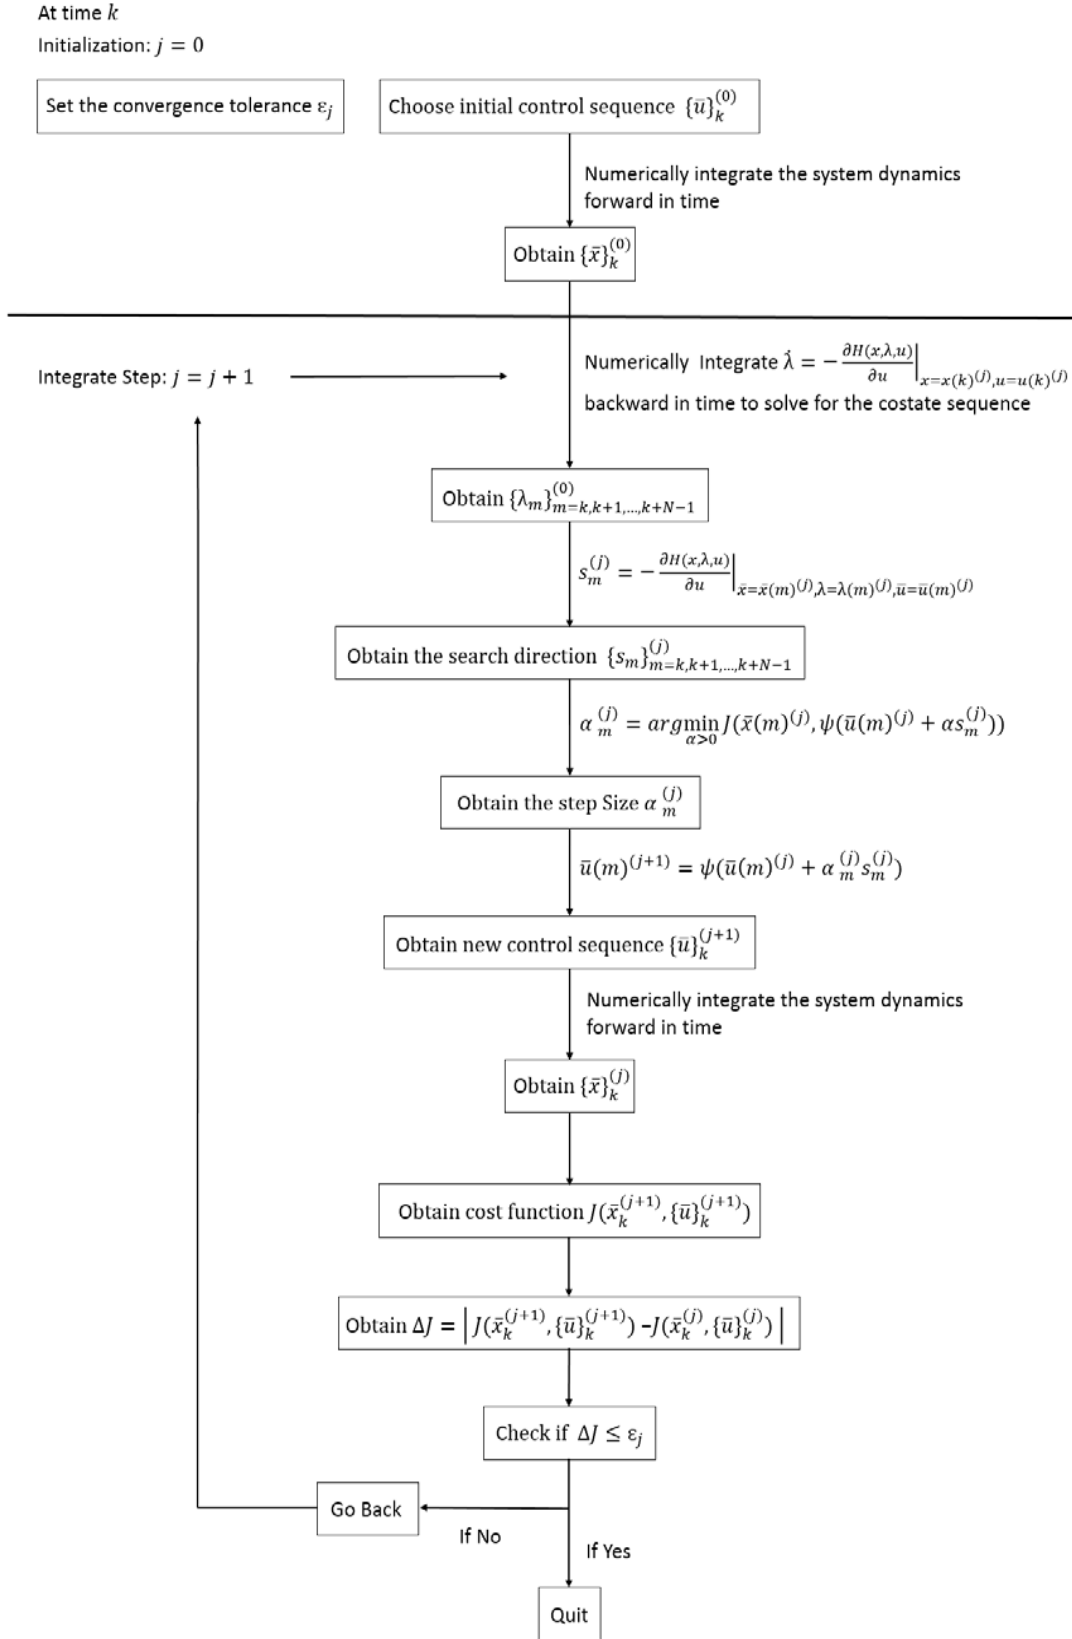 At time k
Initialization: j = 0
Set the convergence tolerance ε_j
Choose initial control sequence {ū}_k^(0)
Numerically integrate the system dynamics
forward in time
Obtain {x̄}_k^(0)
Integrate Step: j = j + 1
Numerically Integrate λ̇ = −∂H(x,λ,u)/∂u |_{x=x(k)^(j),u=u(k)^(j)}
backward in time to solve for the costate sequence
Obtain {λ_m}^(0)_{m=k,k+1,…,k+N−1}
s_m^(j) = −∂H(x,λ,u)/∂u |_{x̄=x̄(m)^(j),λ=λ(m)^(j),ū=ū(m)^(j)}
Obtain the search direction {s_m}^(j)_{m=k,k+1,…,k+N−1}
α_m^(j) = argmin_{α>0} J(x̄(m)^(j), ψ(ū(m)^(j) + αs_m^(j)))
Obtain the step Size α_m^(j)
ū(m)^(j+1) = ψ(ū(m)^(j) + α_m^(j) s_m^(j))
Obtain new control sequence {ū}_k^(j+1)
Numerically integrate the system dynamics
forward in time
Obtain {x̄}_k^(j)
Obtain cost function J(x̄_k^(j+1), {ū}_k^(j+1))
Obtain ΔJ = |J(x̄_k^(j+1), {ū}_k^(j+1)) –J(x̄_k^(j), {ū}_k^(j))|
Check if ΔJ ≤ ε_j
Go Back
If No
If Yes
Quit